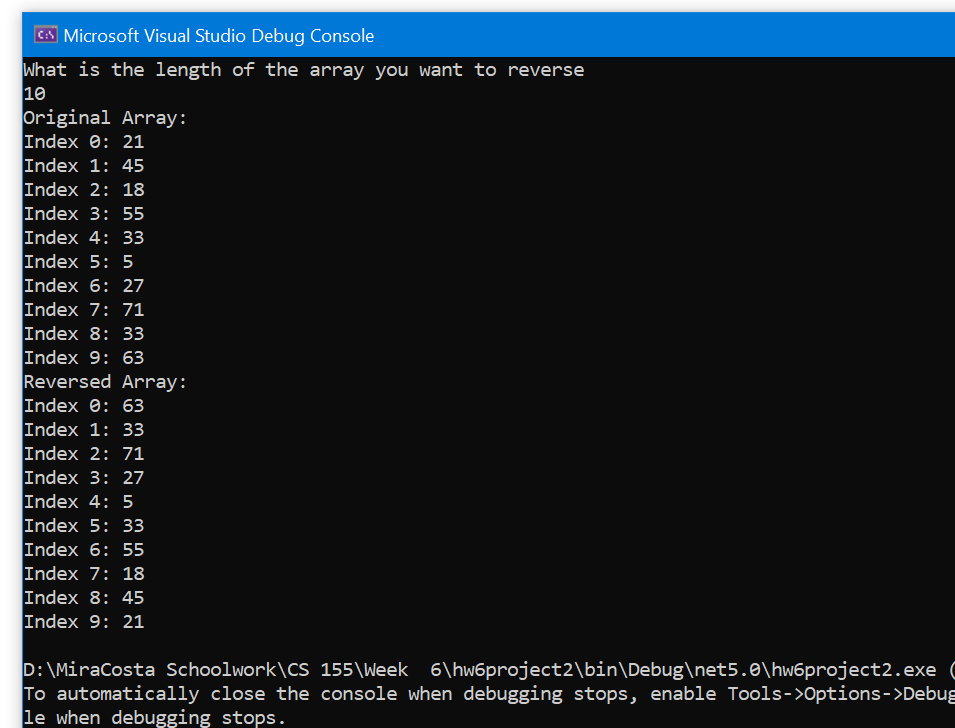 Microsoft Visual Studio Debug Console
What is the length of the array you want to reverse
10
Original Array:
Index 0: 21
Index 1: 45
Index 2: 18
Index 3: 55
Index 4: 33
Index 5: 5
Index 6: 27
Index 7: 71
Index 8: 33
Index 9: 63
Reversed Array:
Index 0: 63
Index 1: 33
Index 2: 71
Index 3: 27
Index 4: 5
Index 5: 33
Index 6: 55
Index 7: 18
Index 8: 45
Index 9: 21
D:\MiraCosta Schoolwork\CS 155\Week  6\hw6project2\bin\Debug\net5.0\hw6project2.exe (
To automatically close the console when debugging stops, enable Tools->Options->Debug
le when debugging stops.